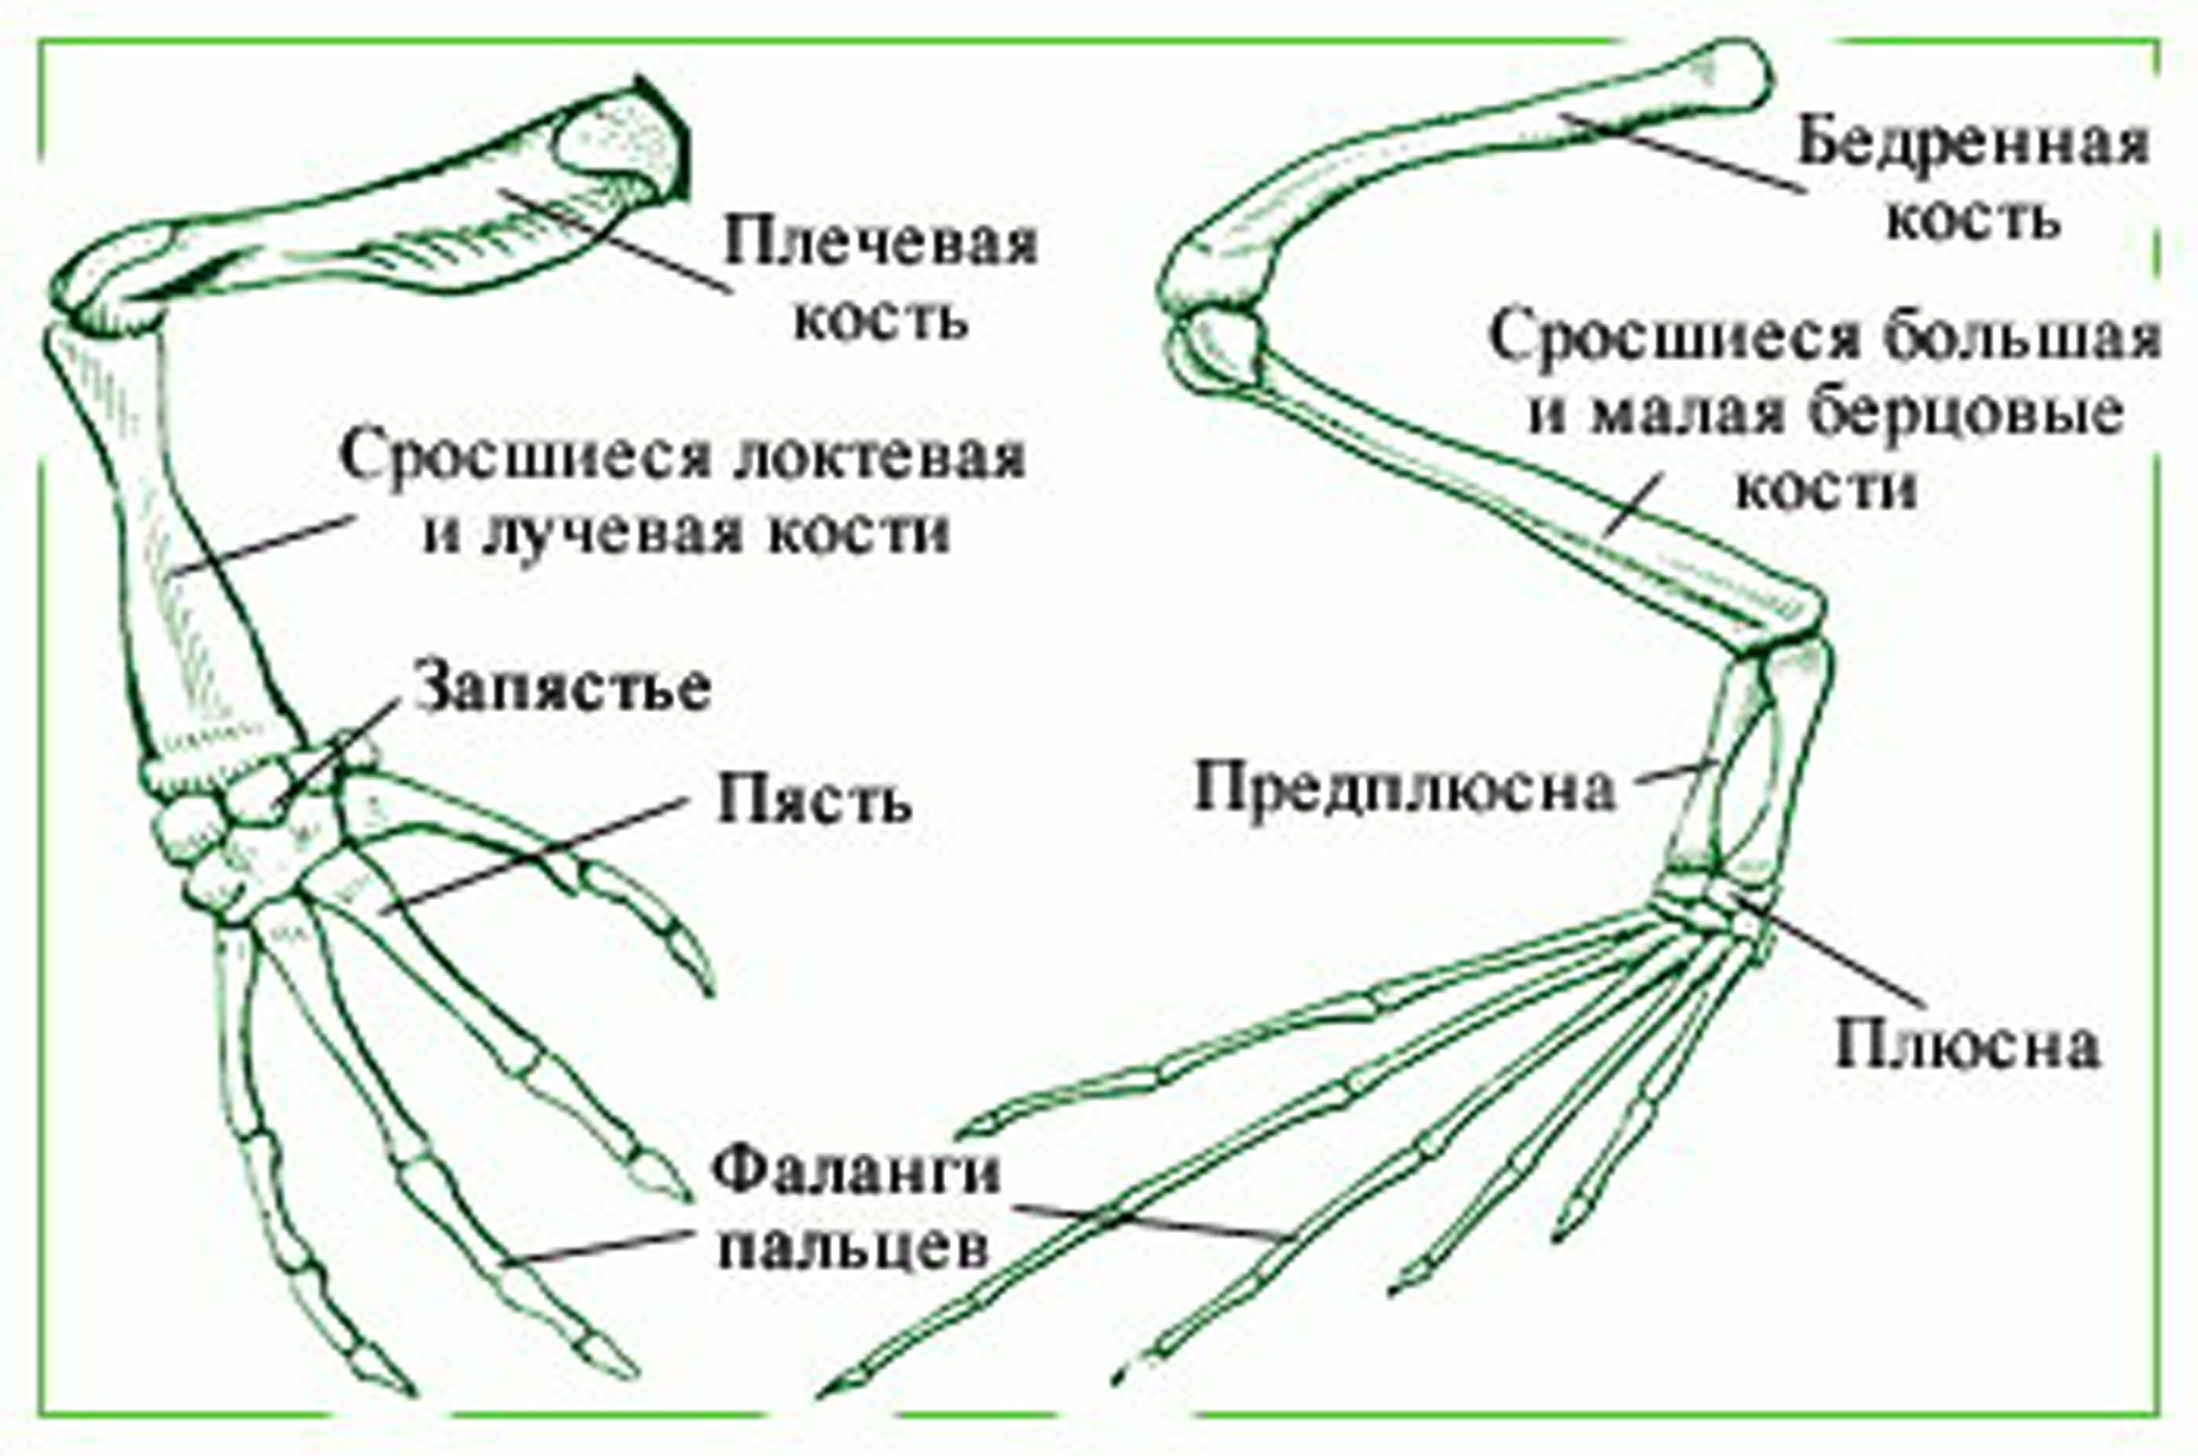 Плечевая
кость
Сросшиеся локтевая
и лучевая кости
Запястье
Пясть
Фаланги
пальцев
Бедренная
кость
Сросшиеся большая
и малая берцовые
кости
Предплюсна
Плюсна